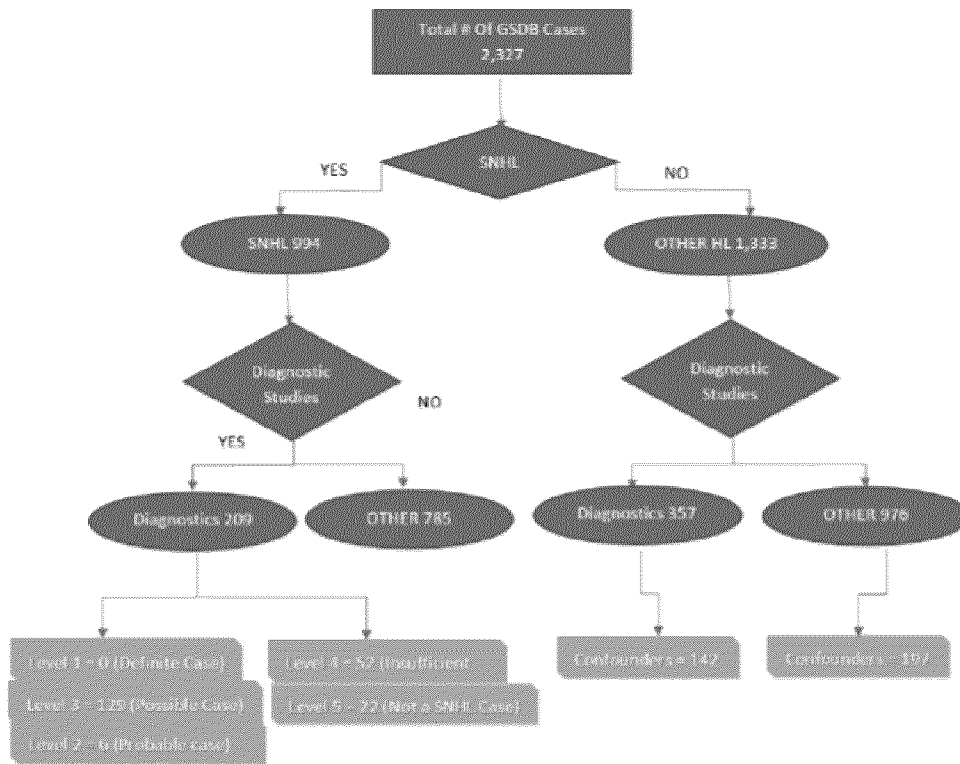 Total # Of GSDB Cases
2,327
SNHL
YES
NO
SNHL 994
OTHER HL 1,333
Diagnostic
Studies
NO
YES
Diagnostic
Studies
Diagnostics 209
OTHER 785
Diagnostics 357
OTHER 976
Level 1 = 0 (Definite Case)
Level 4 = 52 (Insufficient
Confounders = 142
Confounders =
Level 3 = 129 (Possible Case)
Level 5 = 22 (Not a SNHL Case)
Level 2 = 6 (Probable case)